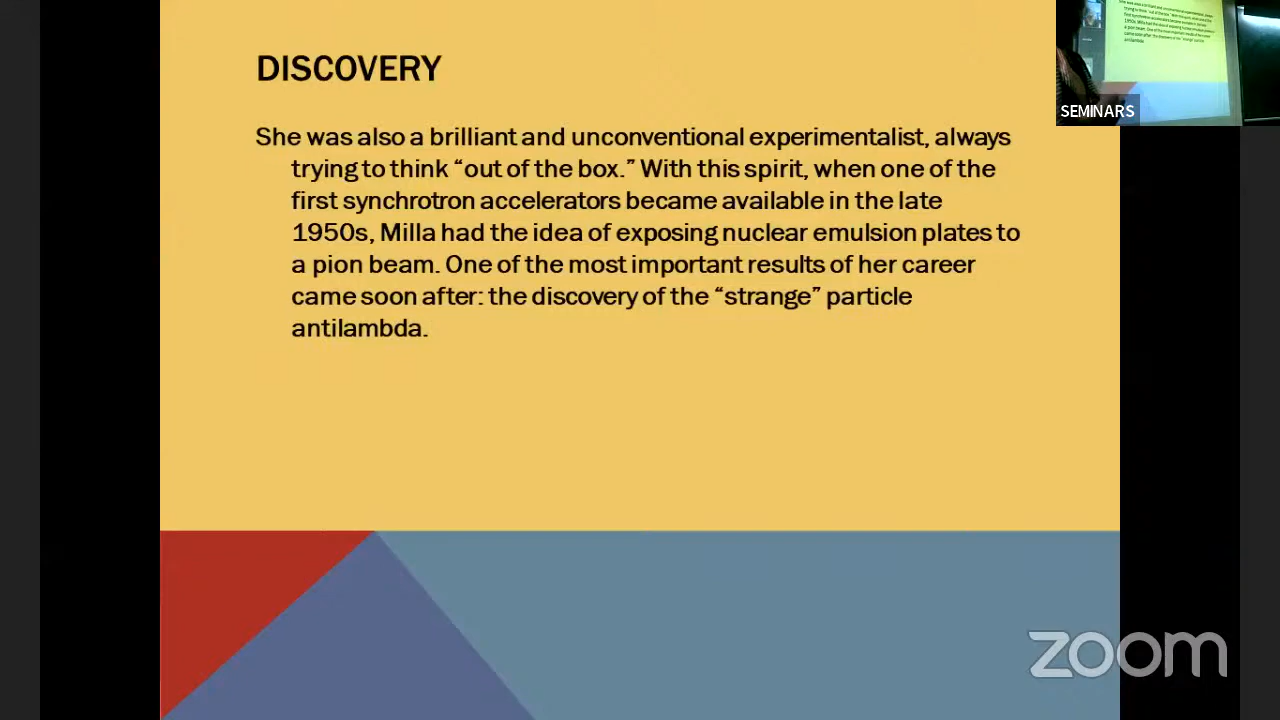 DISCOVERY
She was also a brilliant and unconventional experimentalist, always
trying to think “out of the box.” With this spirit, when one of the
first synchrotron accelerators became available in the late
1950s, Milla had the idea of exposing nuclear emulsion plates to
a pion beam. One of the most important results of her career
came soon after: the discovery of the “strange” particle
antilambda.
SEMINARS
zoom